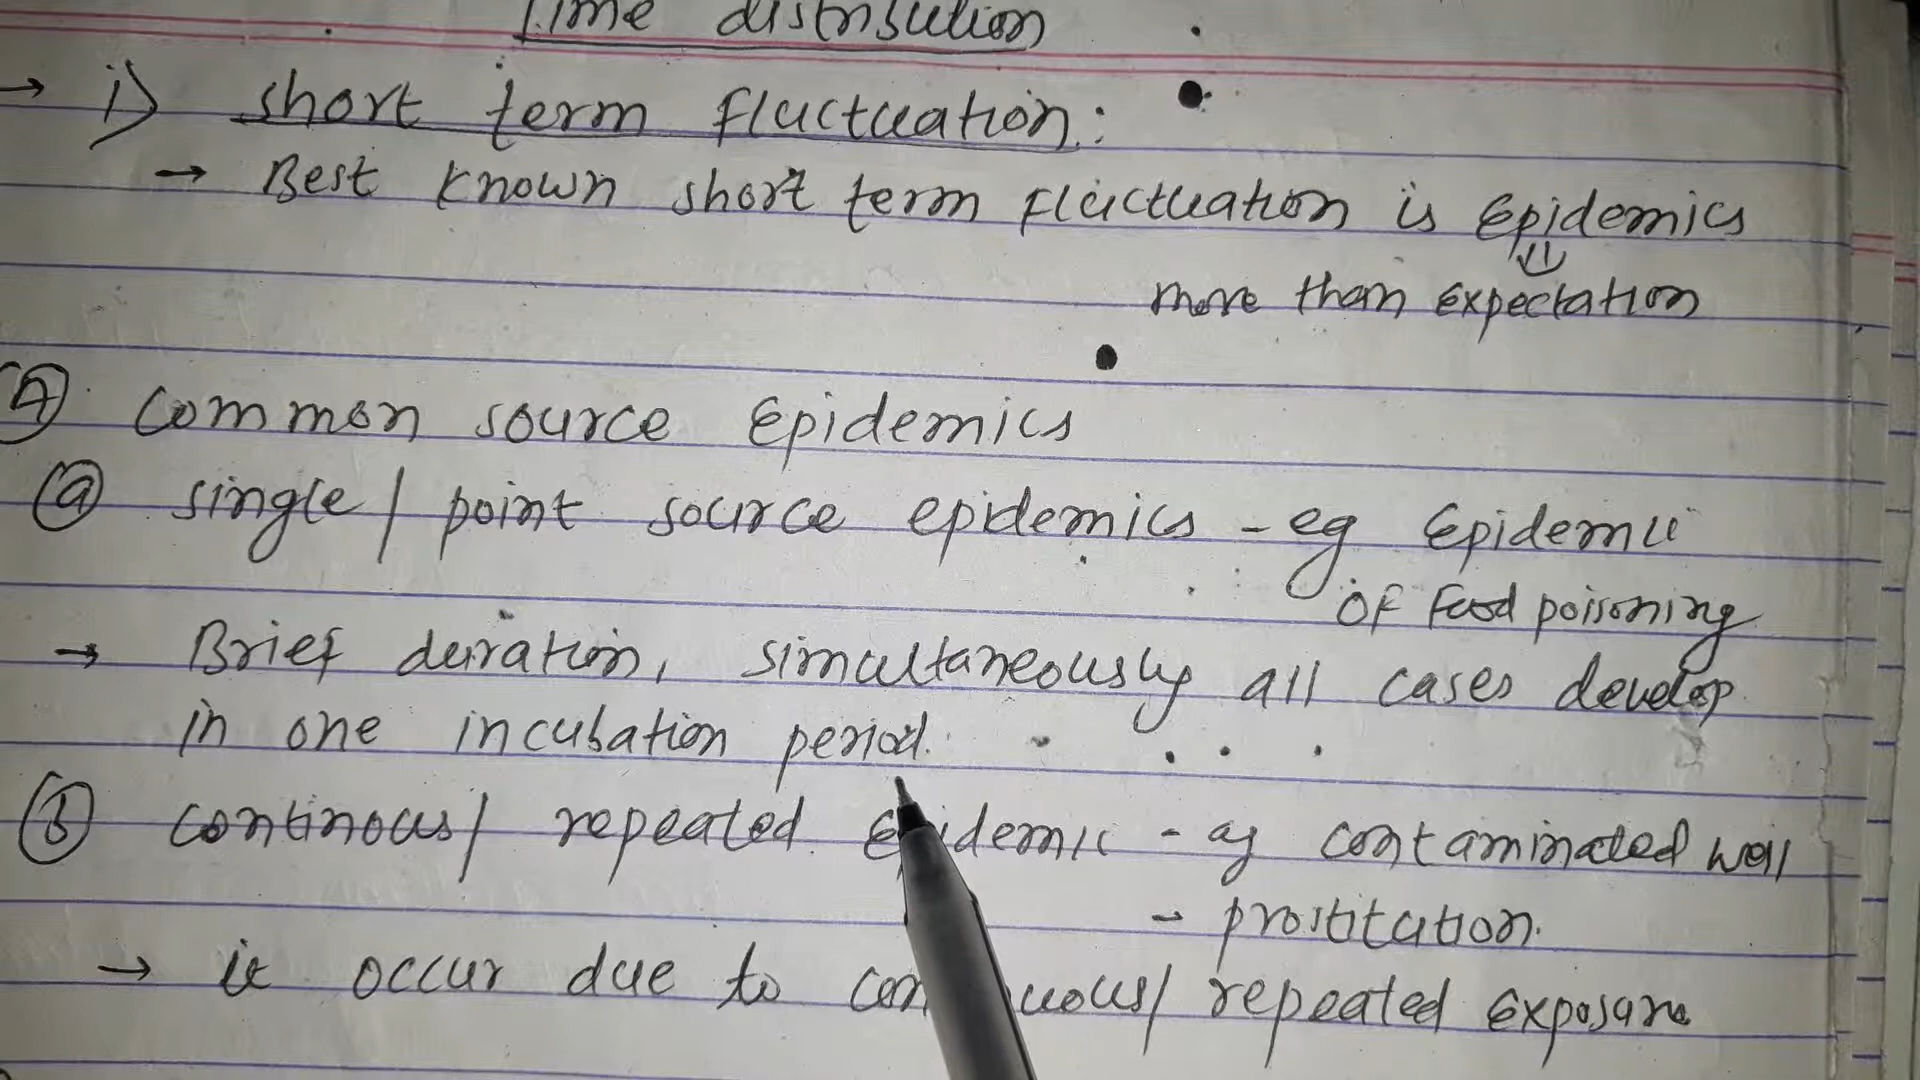 Time distribution
→ i) short term Fluctuation:
→ Best known short term Fluctuation is Epidemics
⇓
more than expectation
Ⓐ common source Epidemics
ⓐ single/ point source epidemics - eg Epidemic
of Food poisoning
→ Brief duration, simultaneously all cases develop
in one incubation period.
ⓑ continous/ repeated Epidemic - eg contaminated well
- prostitution.
→ it occur due to continuous/ repeated exposure